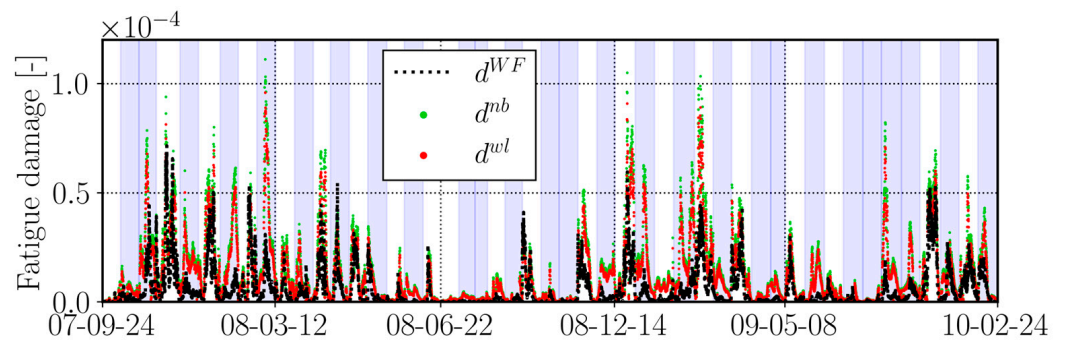 ×10⁻⁴
Fatigue damage [-]
1.0
0.5
0.0
d^{WF}
d^{nb}
d^{wl}
07-09-24 08-03-12 08-06-22 08-12-14 09-05-08 10-02-24